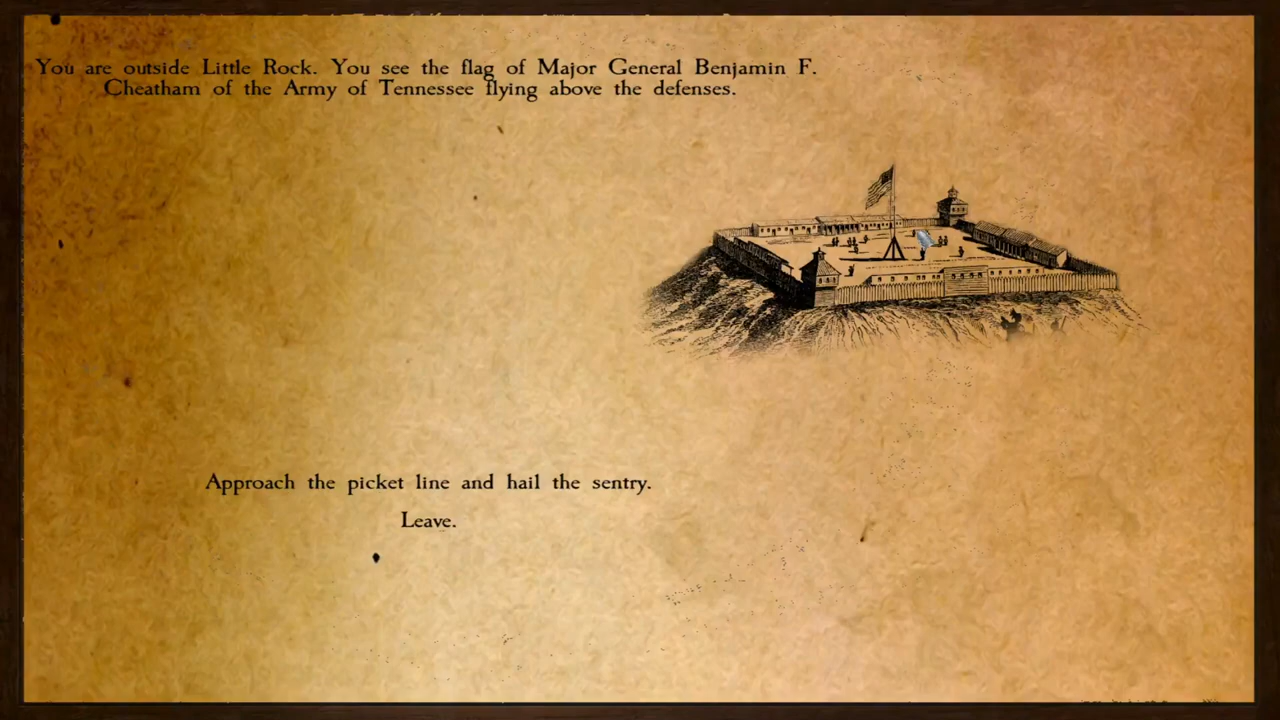 You are outside Little Rock. You see the flag of Major General Benjamin F.
Cheatham of the Army of Tennessee flying above the defenses.
Approach the picket line and hail the sentry.
Leave.